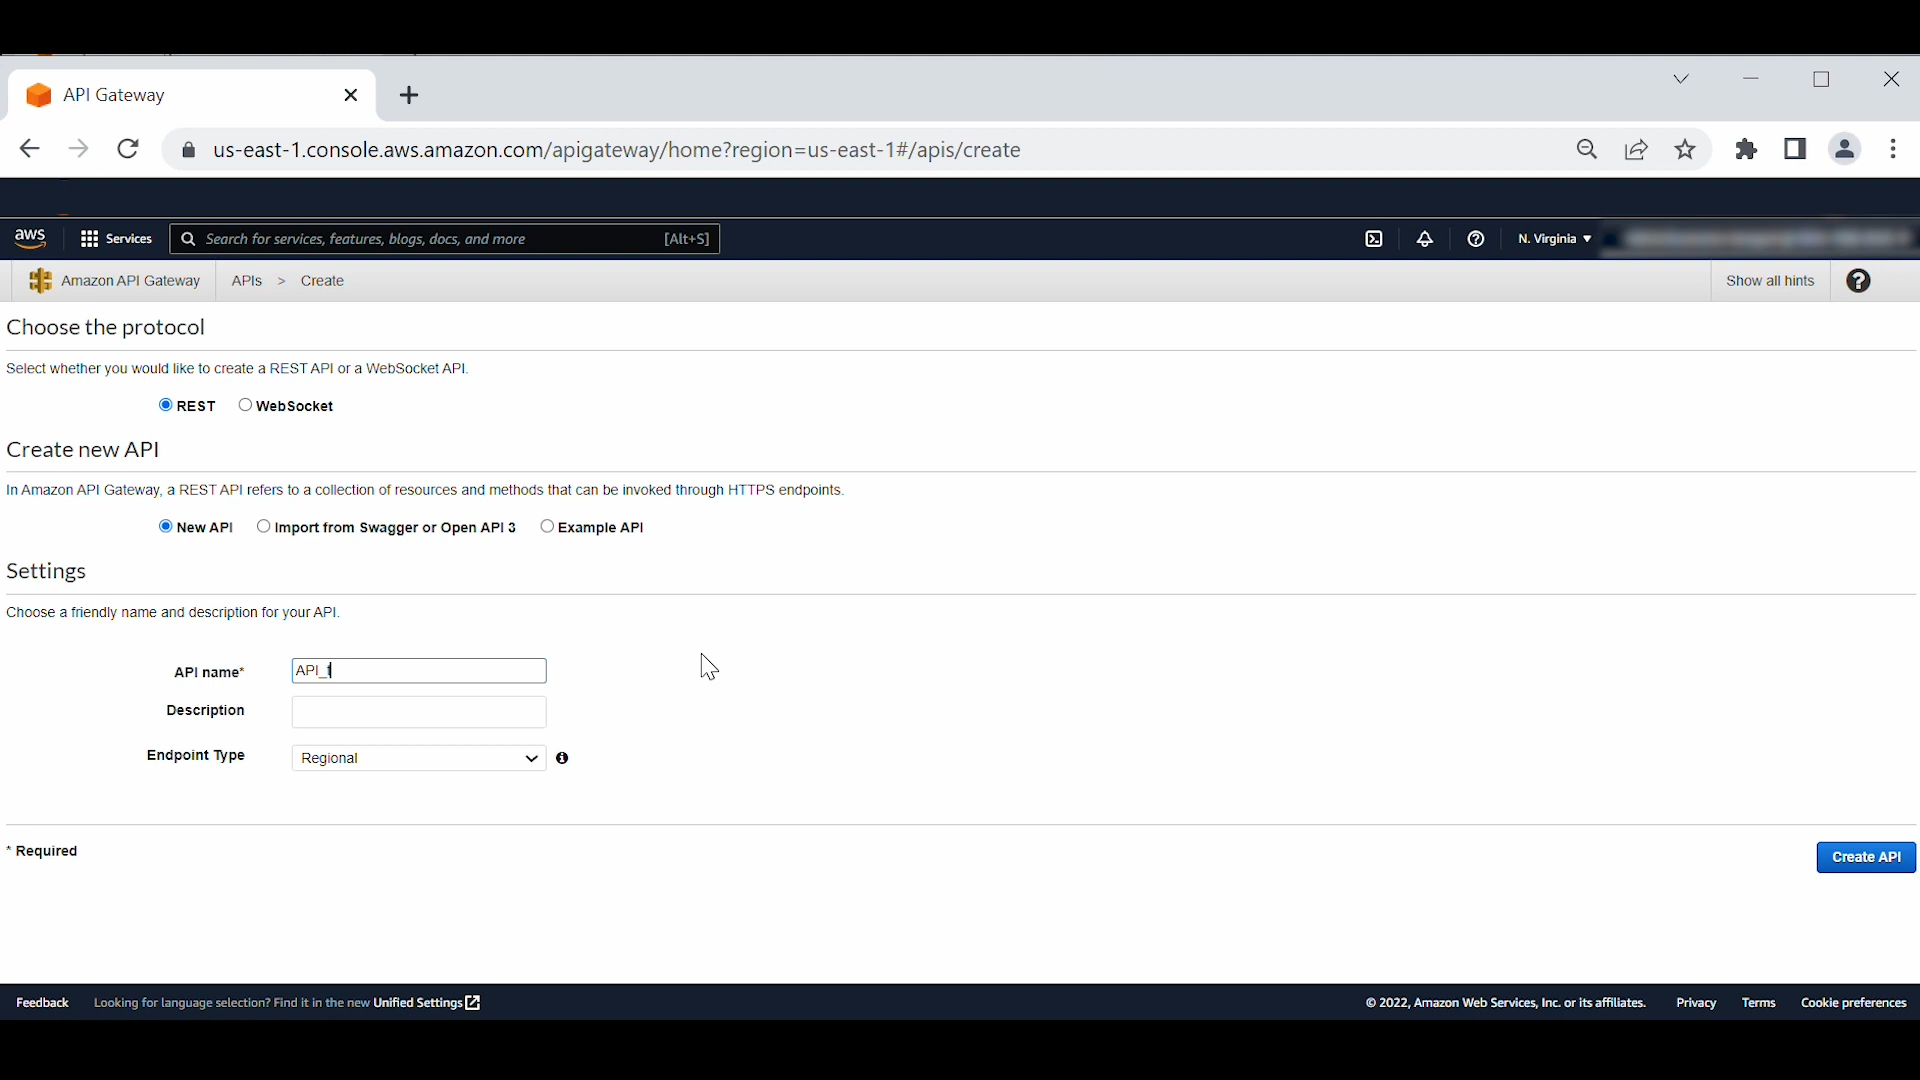 API Gateway
us-east-1.console.aws.amazon.com/apigateway/home?region=us-east-1#/apis/create
aws Services Search for services, features, blogs, docs, and more [Alt+S] N. Virginia
Amazon API Gateway APIs > Create Show all hints
Choose the protocol
Select whether you would like to create a REST API or a WebSocket API.
REST WebSocket
Create new API
In Amazon API Gateway, a REST API refers to a collection of resources and methods that can be invoked through HTTPS endpoints.
New API Import from Swagger or Open API 3 Example API
Settings
Choose a friendly name and description for your API.
API name* API_
Description
Endpoint Type Regional
* Required
Create API
Feedback Looking for language selection? Find it in the new Unified Settings © 2022, Amazon Web Services, Inc. or its affiliates. Privacy Terms Cookie preferences